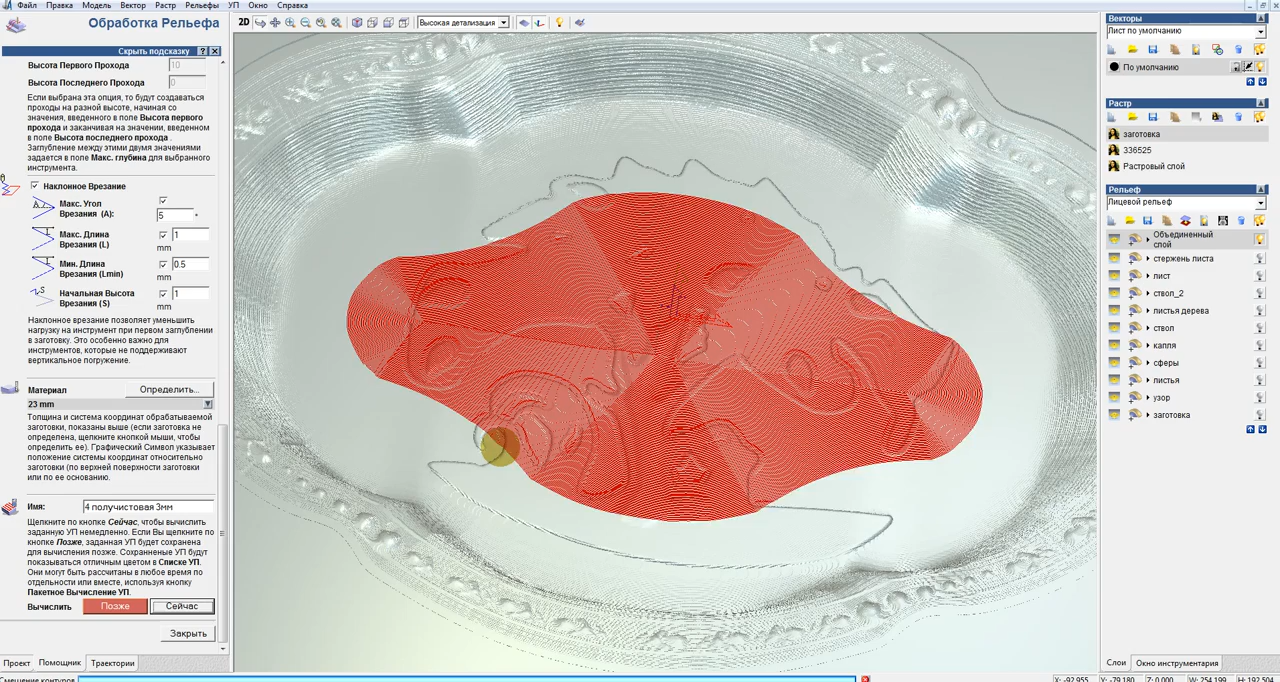 Файл Правка Модель Вектор Растр Рельефы УП Окно Справка
Обработка Рельефа
Скрыть подсказку ? X
Высота Первого Прохода 10
Высота Последнего Прохода 0
Если выбрана эта опция, то будут создаваться
проходы на разной высоте, начиная со
значения, введенного в поле Высота первого
прохода и заканчивая на значении, введенном
в поле Высота последнего прохода .
Заглубление между этими двумя значениями
задается в поле Макс. глубина для выбранного
инструмента.
Наклонное Врезание
Макс. Угол
Врезания (A): 5 °
Макс. Длина
Врезания (L) 1
mm
Мин. Длина
Врезания (Lmin) 0.5
mm
Начальная Высота
Врезания (S) 1
mm
Наклонное врезание позволяет уменьшить
нагрузку на инструмент при первом заглублении
в заготовку. Это особенно важно для
инструментов, которые не поддерживают
вертикальное погружение.
Материал Определить...
23 mm
Толщина и система координат обрабатываемой
заготовки, показаны выше (если заготовка не
определена, щелкните кнопкой мыши, чтобы
определить ее). Графический Символ указывает
положение системы координат относительно
заготовки (по верхней поверхности заготовки
или по ее основанию.
Имя: 4 получистовая 3мм
Щелкните по кнопке Сейчас, чтобы вычислить
заданную УП немедленно. Если Вы щелкните по
кнопке Позже, заданная УП будет сохранена
для вычисления позже. Сохраненные УП будут
показываться отличным цветом в Списке УП.
Они могут быть рассчитаны в любое время по
отдельности или вместе, используя кнопку
Пакетное Вычисление УП.
Вычислить Позже Сейчас
Закрыть
Проект Помощник Траектории
Смещение контуров
2D Высокая детализация
Векторы
Лист по умолчанию
По умолчанию
Растр
заготовка
336525
Растровый слой
Рельеф
Лицевой рельеф
Объединенный
слой
стержень листа
лист
ствол_2
листья дерева
ствол
капля
сферы
листья
узор
заготовка
Слои Окно инструментария
X: -92.955 Y: -79.180 Z: 0.000 W: 254.199 H: 192.504